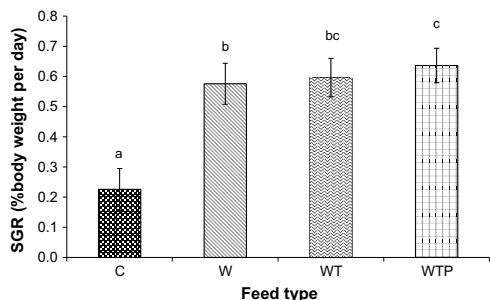 SGR (%body weight per day)
0.8
0.7
0.6
0.5
0.4
0.3
0.2
0.1
0.0
a
b
bc
c
C
W
WT
WTP
Feed type